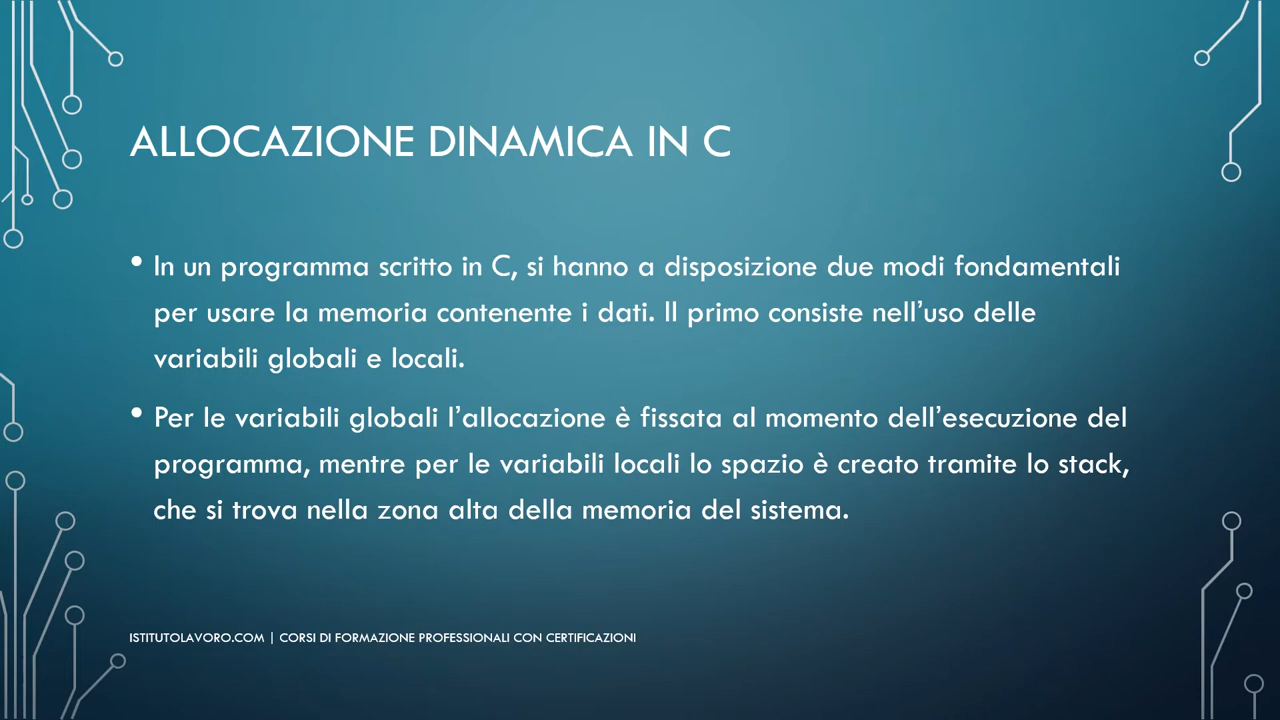 ALLOCAZIONE DINAMICA IN C
• In un programma scritto in C, si hanno a disposizione due modi fondamentali
per usare la memoria contenente i dati. ll primo consiste nell’uso delle
variabili globali e locali.
• Per le variabili globali l’allocazione è fissata al momento dell’esecuzione del
programma, mentre per le variabili locali lo spazio è creato tramite lo stack,
che si trova nella zona alta della memoria del sistema.
ISTITUTOLAVORO.COM | CORSI DI FORMAZIONE PROFESSIONALI CON CERTIFICAZIONI